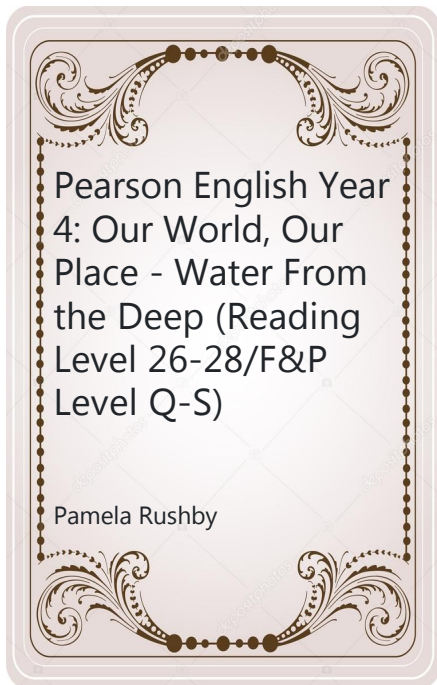 Pearson English Year
4: Our World, Our
Place - Water From
the Deep (Reading
Level 26-28/F&P
Level Q-S)
Pamela Rushby